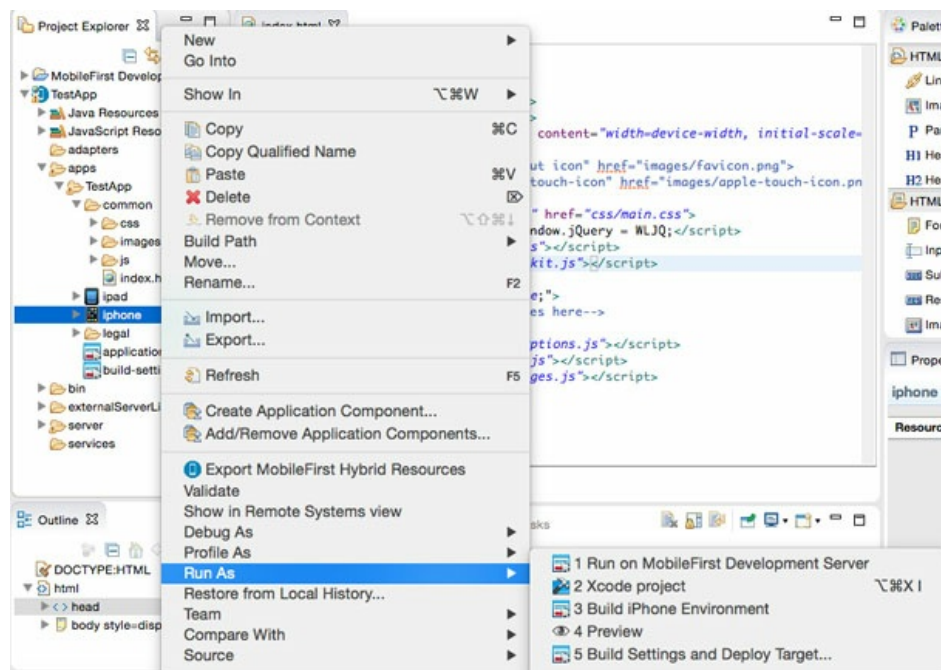 Project Explorer
MobileFirst Develop
TestApp
Java Resources
JavaScript Reso
adapters
apps
TestApp
common
css
images
js
index.h
ipad
iphone
legal
application
build-setti
bin
externalServerLi
server
services
Outline
DOCTYPE:HTML
html
head
body style=disp
index.html
New
Go Into
Show In ⌥⌘W
Copy ⌘C
Copy Qualified Name
Paste ⌘V
Delete ⌦
Remove from Context ⌥⇧⌘↓
Build Path
Move...
Rename... F2
Import...
Export...
Refresh F5
Create Application Component...
Add/Remove Application Components...
Export MobileFirst Hybrid Resources
Validate
Show in Remote Systems view
Debug As
Profile As
Run As
Restore from Local History...
Team
Compare With
Source
1 Run on MobileFirst Development Server
2 Xcode project ⌥⌘X I
3 Build iPhone Environment
4 Preview
5 Build Settings and Deploy Target...
>
>
content="width=device-width, initial-scale=
ut icon" href="images/favicon.png">
touch-icon" href="images/apple-touch-icon.pn
" href="css/main.css">
ndow.jQuery = WLJQ;</script>
s"></script>
kit.js"></script>
e;">
es here-->
ptions.js"></script>
js"></script>
ges.js"></script>
sks
Palet
HTML
Lin
Ima
P Pa
H1 He
H2 He
HTML
For
Inp
Su
Re
Ima
Prope
iphone
Resourc